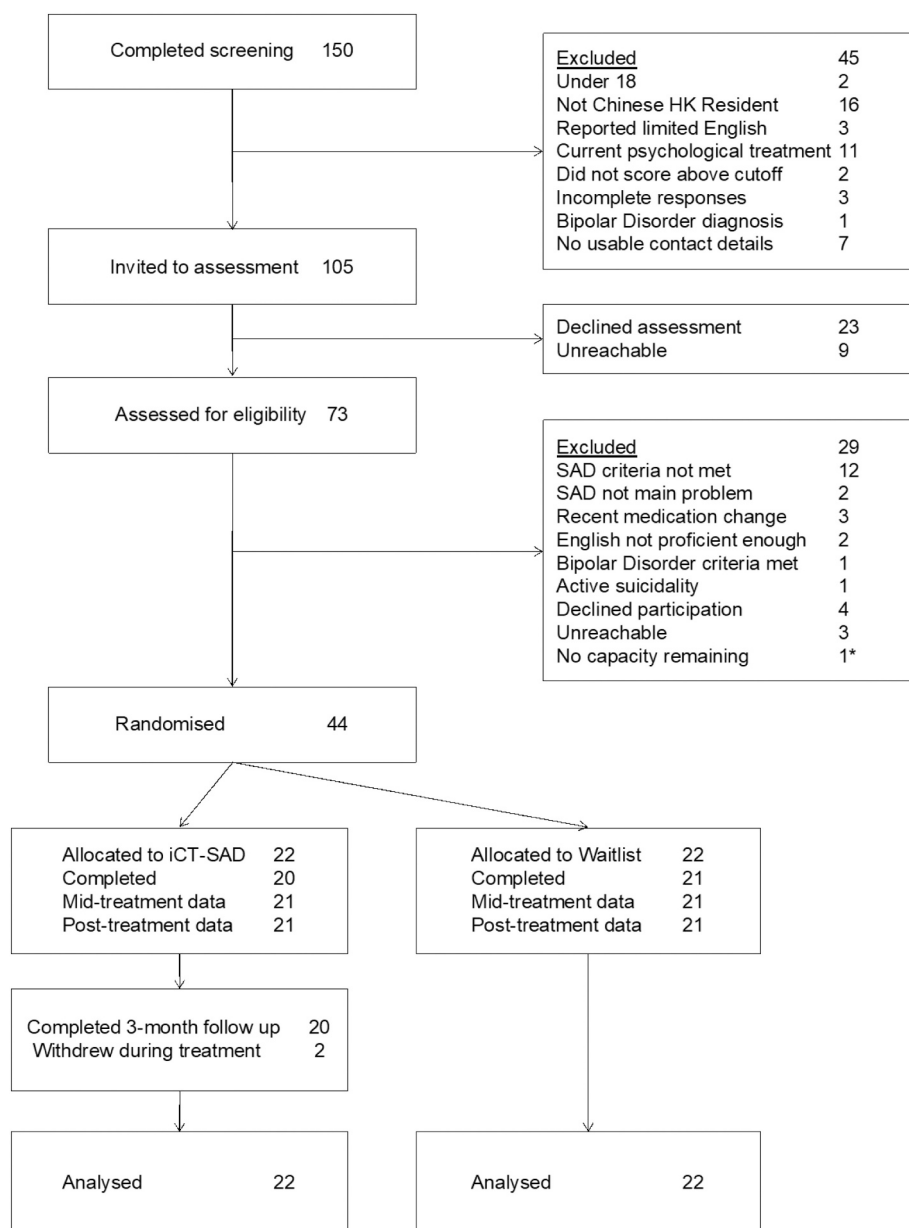 Completed screening 150
Excluded 45
Under 18 2
Not Chinese HK Resident 16
Reported limited English 3
Current psychological treatment 11
Did not score above cutoff 2
Incomplete responses 3
Bipolar Disorder diagnosis 1
No usable contact details 7
Invited to assessment 105
Declined assessment 23
Unreachable 9
Assessed for eligibility 73
Excluded 29
SAD criteria not met 12
SAD not main problem 2
Recent medication change 3
English not proficient enough 2
Bipolar Disorder criteria met 1
Active suicidality 1
Declined participation 4
Unreachable 3
No capacity remaining 1*
Randomised 44
Allocated to iCT-SAD 22
Completed 20
Mid-treatment data 21
Post-treatment data 21
Allocated to Waitlist 22
Completed 21
Mid-treatment data 21
Post-treatment data 21
Completed 3-month follow up 20
Withdrew during treatment 2
Analysed 22
Analysed 22